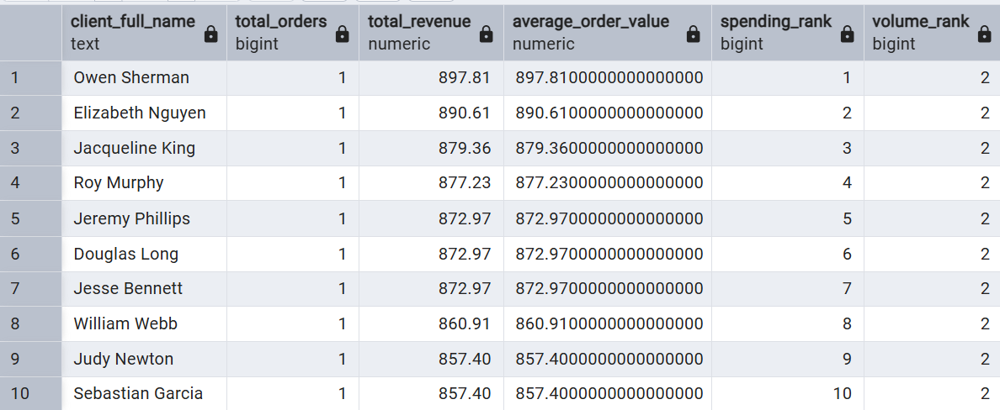 client_full_name total_orders total_revenue average_order_value spending_rank volume_rank
text bigint numeric numeric bigint bigint
1 Owen Sherman 1 897.81 897.8100000000000000 1 2
2 Elizabeth Nguyen 1 890.61 890.6100000000000000 2 2
3 Jacqueline King 1 879.36 879.3600000000000000 3 2
4 Roy Murphy 1 877.23 877.2300000000000000 4 2
5 Jeremy Phillips 1 872.97 872.9700000000000000 5 2
6 Douglas Long 1 872.97 872.9700000000000000 6 2
7 Jesse Bennett 1 872.97 872.9700000000000000 7 2
8 William Webb 1 860.91 860.9100000000000000 8 2
9 Judy Newton 1 857.40 857.4000000000000000 9 2
10 Sebastian Garcia 1 857.40 857.4000000000000000 10 2